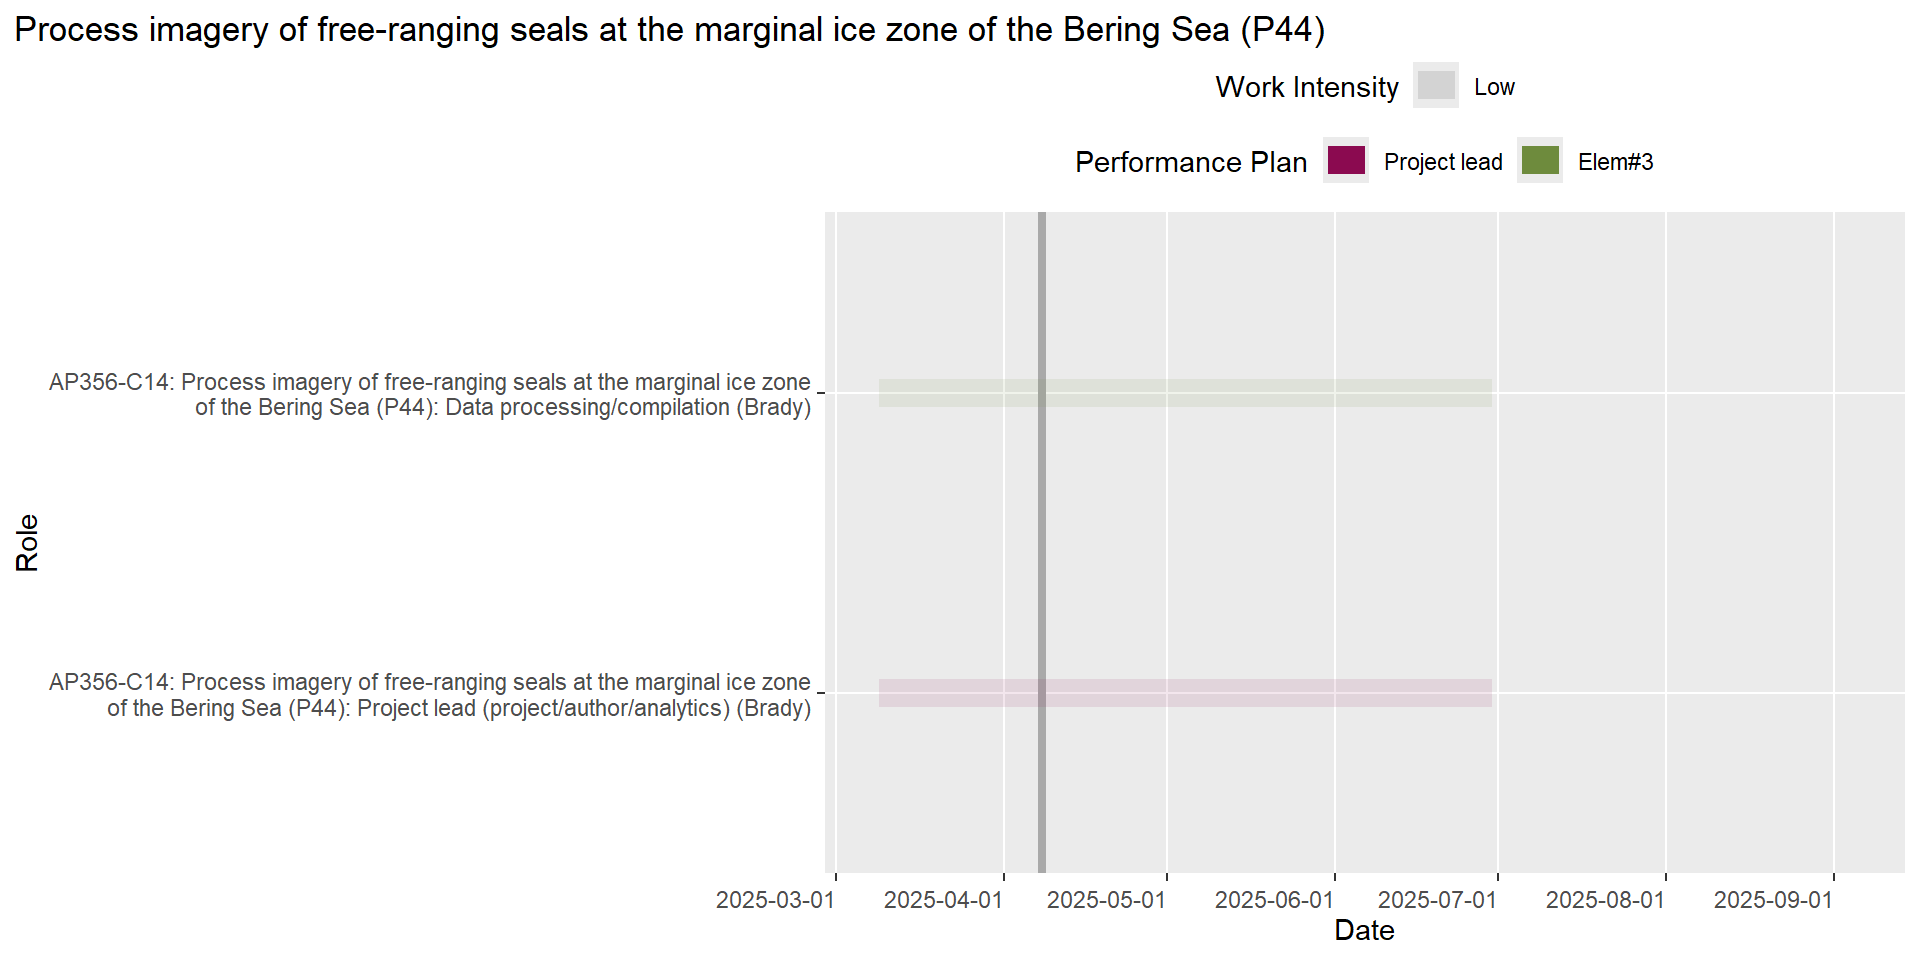 Process imagery of free-ranging seals at the marginal ice zone of the Bering Sea (P44)
Work Intensity Low
Performance Plan Project lead Elem#3
AP356-C14: Process imagery of free-ranging seals at the marginal ice zone
of the Bering Sea (P44): Data processing/compilation (Brady)
Role
AP356-C14: Process imagery of free-ranging seals at the marginal ice zone
of the Bering Sea (P44): Project lead (project/author/analytics) (Brady)
2025-03-01 2025-04-01 2025-05-01 2025-06-01 2025-07-01 2025-08-01 2025-09-01
Date